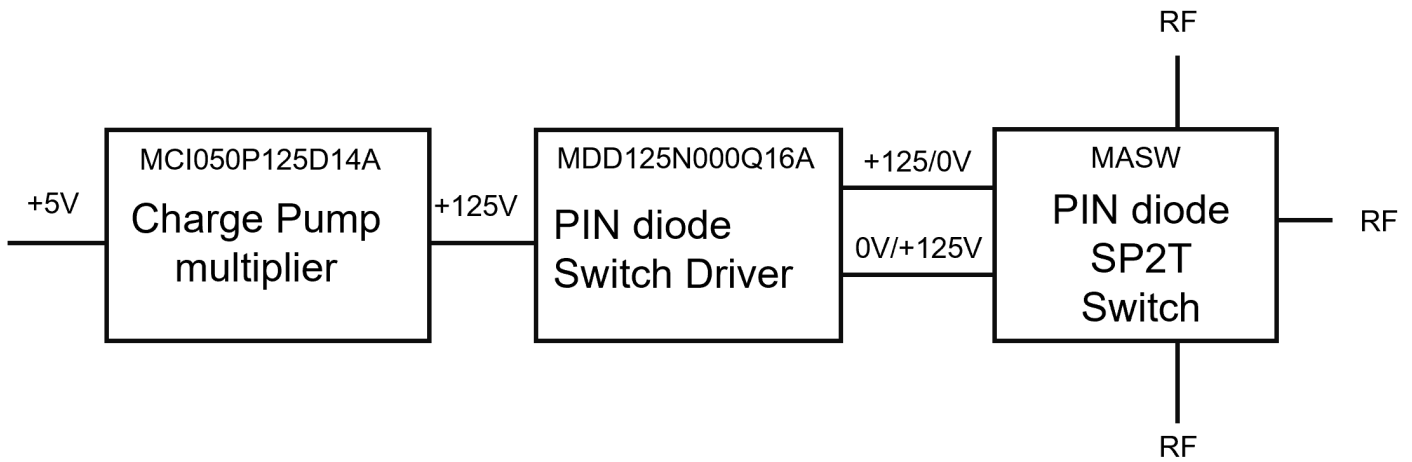 RF
MCI050P125D14A
MDD125N000Q16A
+125/0V
MASW
+5V
Charge Pump
multiplier
+125V
PIN diode
Switch Driver
0V/+125V
PIN diode
SP2T
Switch
RF
RF